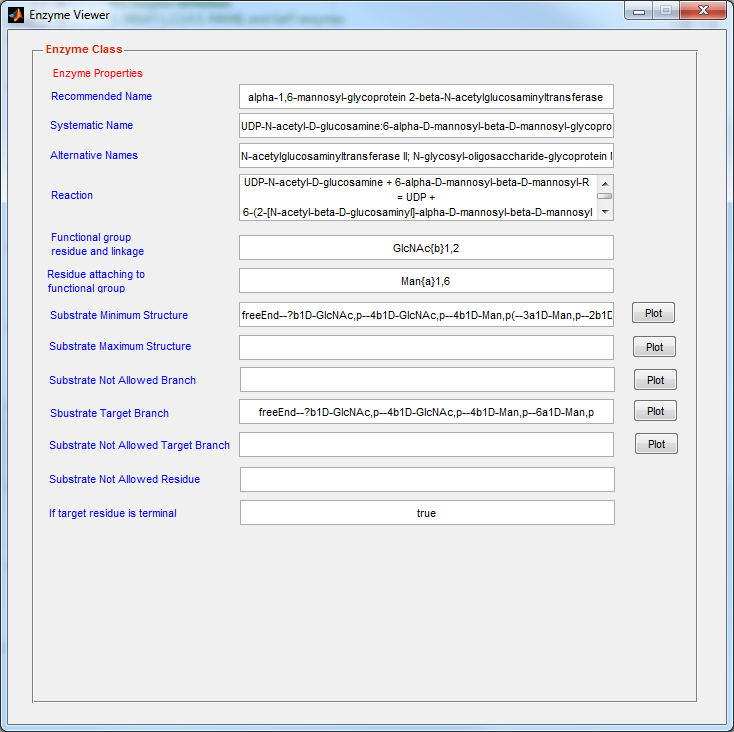 Enzyme Viewer
Enzyme Class
Enzyme Properties
Recommended Name
alpha-1,6-mannosyl-glycoprotein 2-beta-N-acetylglucosaminyltransferase
Systematic Name
UDP-N-acetyl-D-glucosamine:6-alpha-D-mannosyl-beta-D-mannosyl-glycopro
Alternative Names
N-acetylglucosaminyltransferase II; N-glycosyl-oligosaccharide-glycoprotein
Reaction
UDP-N-acetyl-D-glucosamine + 6-alpha-D-mannosyl-beta-D-mannosyl-R
= UDP +
6-(2-[N-acetyl-beta-D-glucosaminyl]-alpha-D-mannosyl-beta-D-mannosyl
Functional group
residue and linkage
GlcNAc{b}1,2
Residue attaching to
functional group
Man{a}1,6
Substrate Minimum Structure
freeEnd--?b1D-GlcNAc,p--4b1D-GlcNAc,p--4b1D-Man,p(--3a1D-Man,p--2b1D
Plot
Substrate Maximum Structure
Plot
Substrate Not Allowed Branch
Plot
Sbustrate Target Branch
freeEnd--?b1D-GlcNAc,p--4b1D-GlcNAc,p--4b1D-Man,p--6a1D-Man,p
Plot
Substrate Not Allowed Target Branch
Plot
Substrate Not Allowed Residue
If target residue is terminal
true